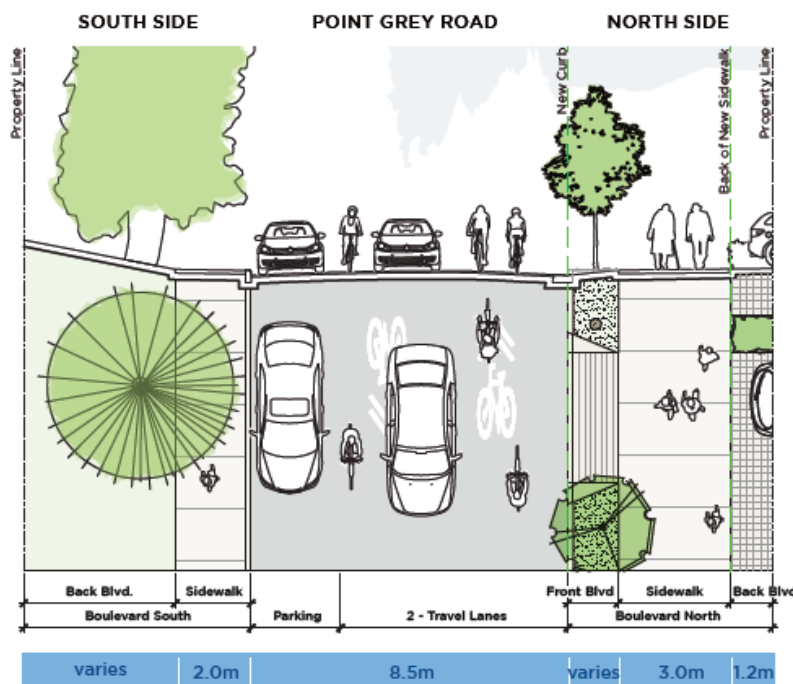 SOUTH SIDE POINT GREY ROAD NORTH SIDE
Property Line
New Curb
Back of New Sidewalk
Property Line
Back Blvd. Sidewalk Front Blvd Sidewalk Back Blvd
Boulevard South Parking 2 - Travel Lanes Boulevard North
varies 2.0m 8.5m varies 3.0m 1.2m